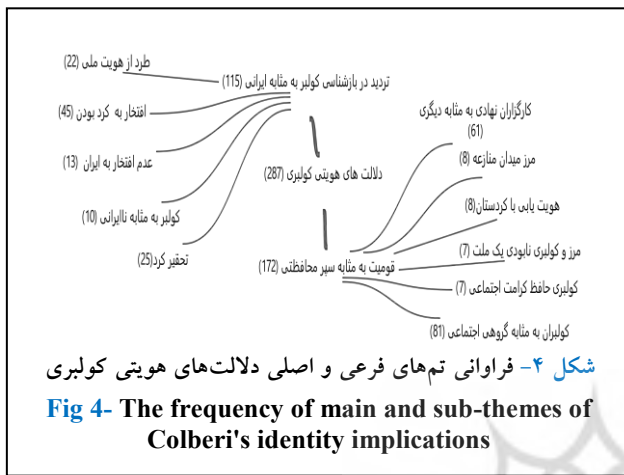 طرد از هویت ملی (22)
تردید در بازشناسی کولبر به مثابه ایرانی (115)
افتخار به کرد بودن (45)
عدم افتخار به ایران (13)
کولبر به مثابه ناایرانی (10)
تحقیر کرد(25)
دلالت های هویتی کولبری (287)
کارگزاران نهادی به مثابه دیگری
(61)
مرز میدان منازعه (8)
هویت یابی با کردستان(8)
مرز و کولبری نابودی یک ملت (7)
قومیت به مثابه سپر محافظتی (172)
کولبری حافظ کرامت اجتماعی (7)
کولبران به مثابه گروهی اجتماعی (81)
شکل ۴- فراوانی تم‌های فرعی و اصلی دلالت‌های هویتی کولبری
Fig 4- The frequency of main and sub-themes of
Colberi's identity implications